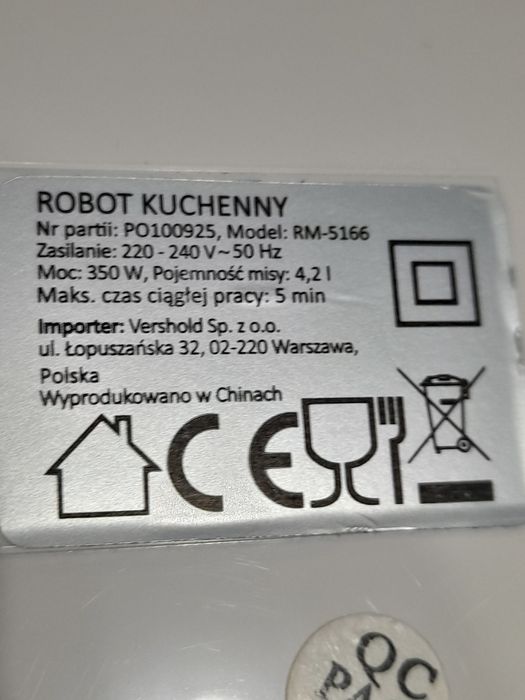 ROBOT KUCHENNY
Nr partii: PO100925, Model: RM-5166
Zasilanie: 220 - 240 V~ 50 Hz
Moc: 350 W, Pojemność misy: 4,2 l
Maks. czas ciągłej pracy: 5 min
Importer: Vershold Sp. z o.o.
ul. Łopuszańska 32, 02-220 Warszawa,
Polska
Wyprodukowano w Chinach
CE
QC